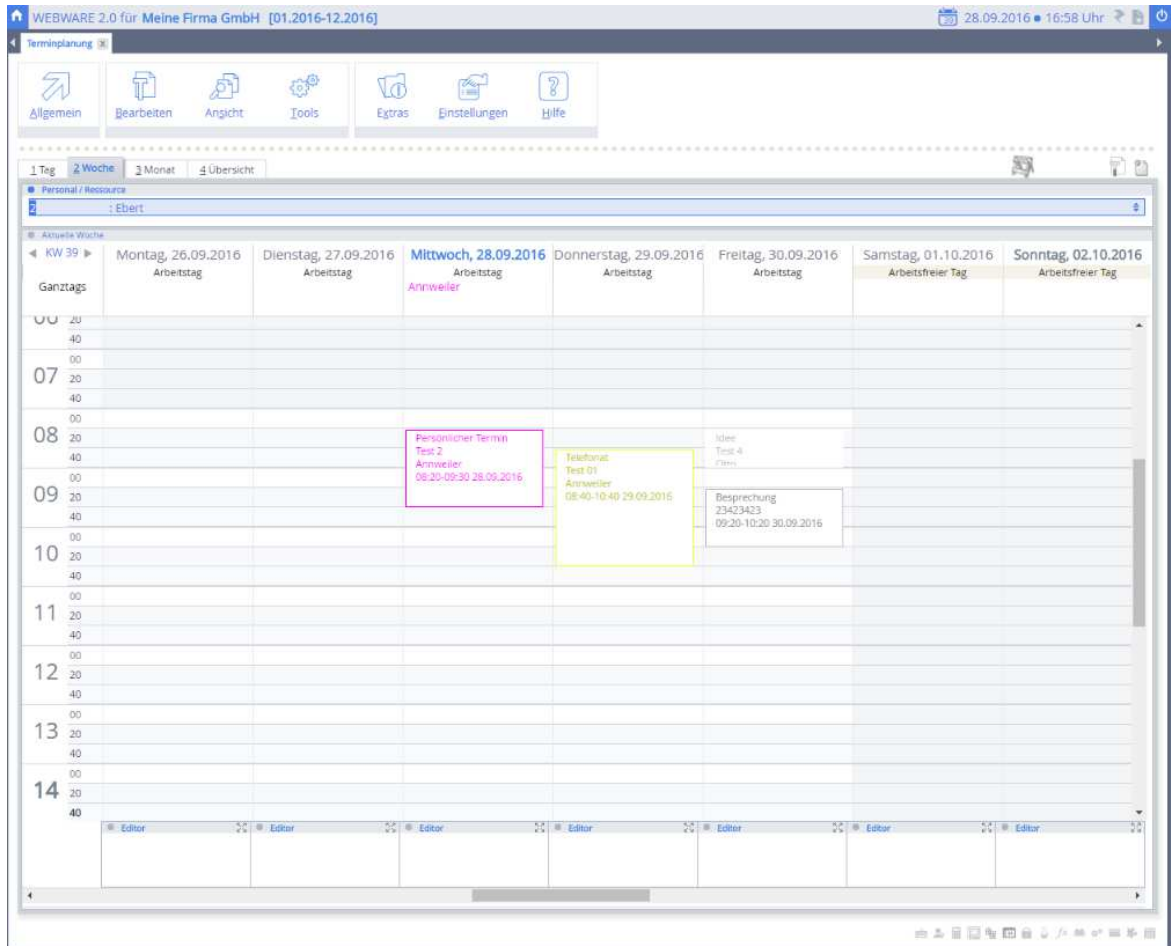 WEBWARE 2.0 für Meine Firma GmbH [01.2016-12.2016] 28.09.2016 • 16:58 Uhr
Terminplanung x
Allgemein Bearbeiten Ansicht Tools Extras Einstellungen Hilfe
1 Tag 2 Woche 3 Monat 4 Übersicht
Personal / Ressource
2 : Ebert
Aktuelle Woche
KW 39 Montag, 26.09.2016 Dienstag, 27.09.2016 Mittwoch, 28.09.2016 Donnerstag, 29.09.2016 Freitag, 30.09.2016 Samstag, 01.10.2016 Sonntag, 02.10.2016
Arbeitstag Arbeitstag Arbeitstag Arbeitstag Arbeitstag Arbeitsfreier Tag Arbeitsfreier Tag
Ganztags Annweiler
20
40
00
07 20
40
00
08 20
40
00
09 20
40
00
10 20
40
00
11 20
40
00
12 20
40
00
13 20
40
00
14 20
40
Persönlicher Termin
Test 2
Annweiler
08:20-09:30 28.09.2016
Telefonat
Test 01
Annweiler
08:40-10:40 29.09.2016
Idee
Test 4
Besprechung
23423423
09:20-10:20 30.09.2016
Editor Editor Editor Editor Editor Editor Editor